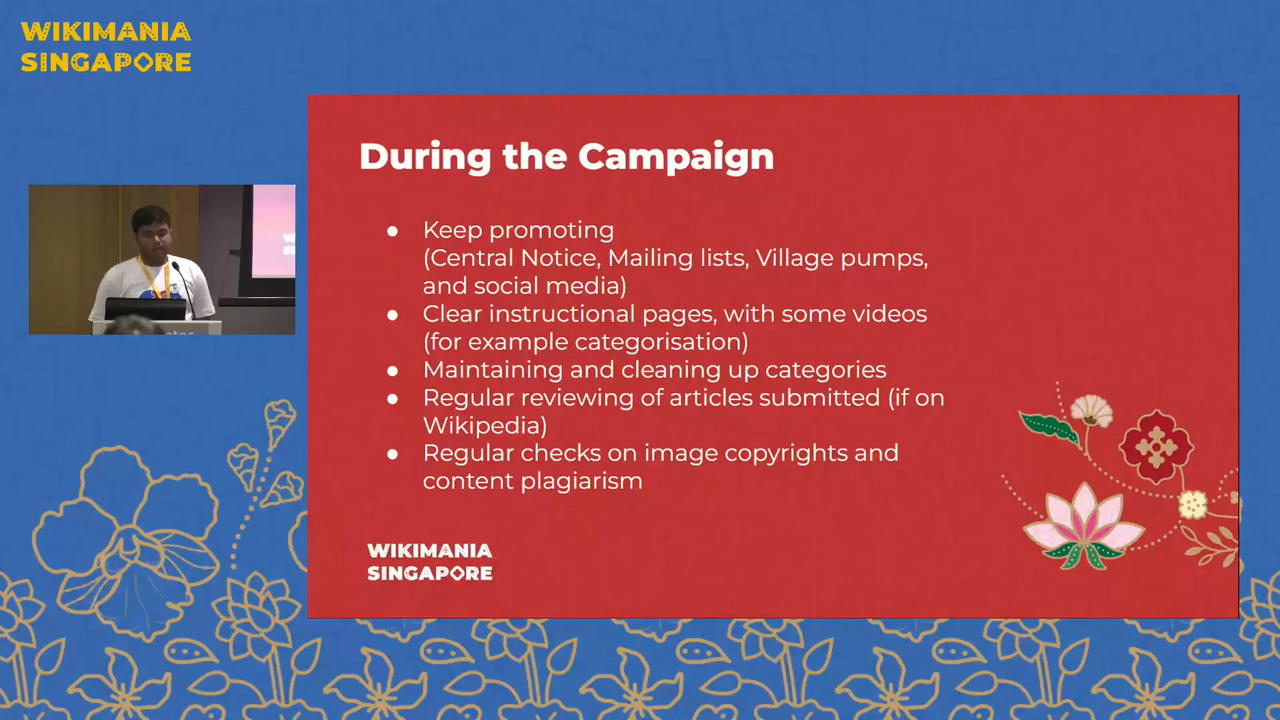 WIKIMANIA
SINGAPORE
During the Campaign
● Keep promoting
(Central Notice, Mailing lists, Village pumps,
and social media)
● Clear instructional pages, with some videos
(for example categorisation)
● Maintaining and cleaning up categories
● Regular reviewing of articles submitted (if on
Wikipedia)
● Regular checks on image copyrights and
content plagiarism
WIKIMANIA
SINGAPORE